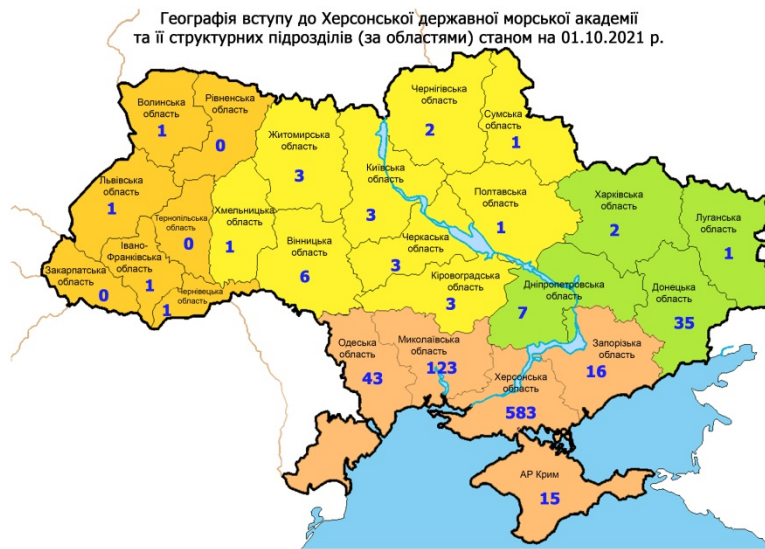 Географія вступу до Херсонської державної морської академії
та її структурних підрозділів (за областями) станом на 01.10.2021 р.
Волинська
область
1
Рівненська
область
0
Житомирська
область
3
Київська
область
3
Чернігівська
область
2
Сумська
область
1
Львівська
область
1
Тернопільська
область
0
Хмельницька
область
1
Вінницька
область
6
Черкаська
область
3
Полтавська
область
1
Харківська
область
2
Луганська
область
1
Закарпатська
область
0
Івано-
Франківська
область
1
Чернівецька
область
1
Кіровоградська
область
3
Дніпропетровська
область
7
Донецька
область
35
Одеська
область
43
Миколаївська
область
123
Херсонська
область
583
Запорізька
область
16
АР Крим
15